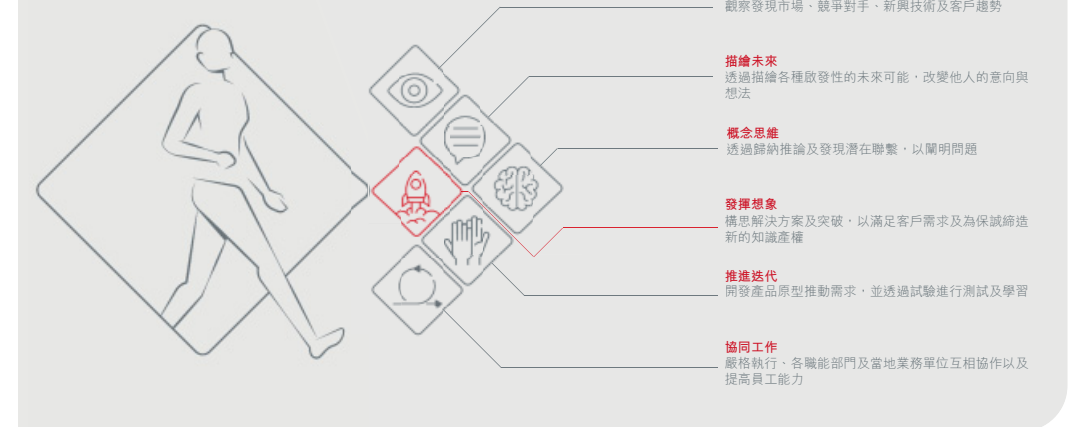 觀察發現市場、競爭對手、新興技術及客戶趨勢
描繪未來
透過描繪各種啟發性的未來可能，改變他人的意向與
想法
概念思維
透過歸納推論及發現潛在聯繫，以闡明問題
發揮想象
構思解決方案及突破，以滿足客戶需求及為保誠締造
新的知識產權
推進迭代
開發產品原型推動需求，並透過試驗進行測試及學習
協同工作
嚴格執行、各職能部門及當地業務單位互相協作以及
提高員工能力